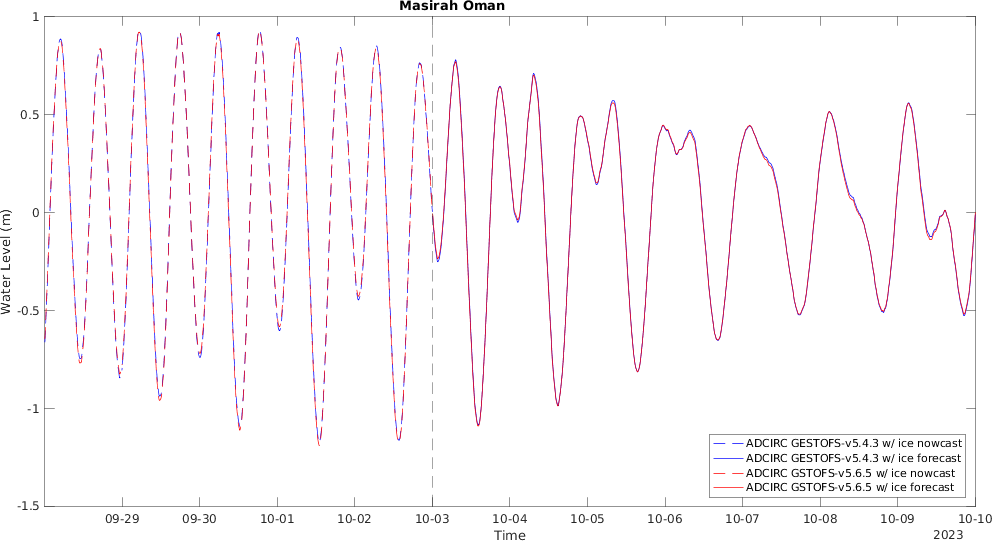 Masirah Oman
1
0.5
0
-0.5
-1
-1.5
Water Level (m)
09-29 09-30 10-01 10-02 10-03 10-04 10-05 10-06 10-07 10-08 10-09 10-10
Time
2023
ADCIRC GESTOFS-v5.4.3 w/ ice nowcast
ADCIRC GESTOFS-v5.4.3 w/ ice forecast
ADCIRC GSTOFS-v5.6.5 w/ ice nowcast
ADCIRC GSTOFS-v5.6.5 w/ ice forecast